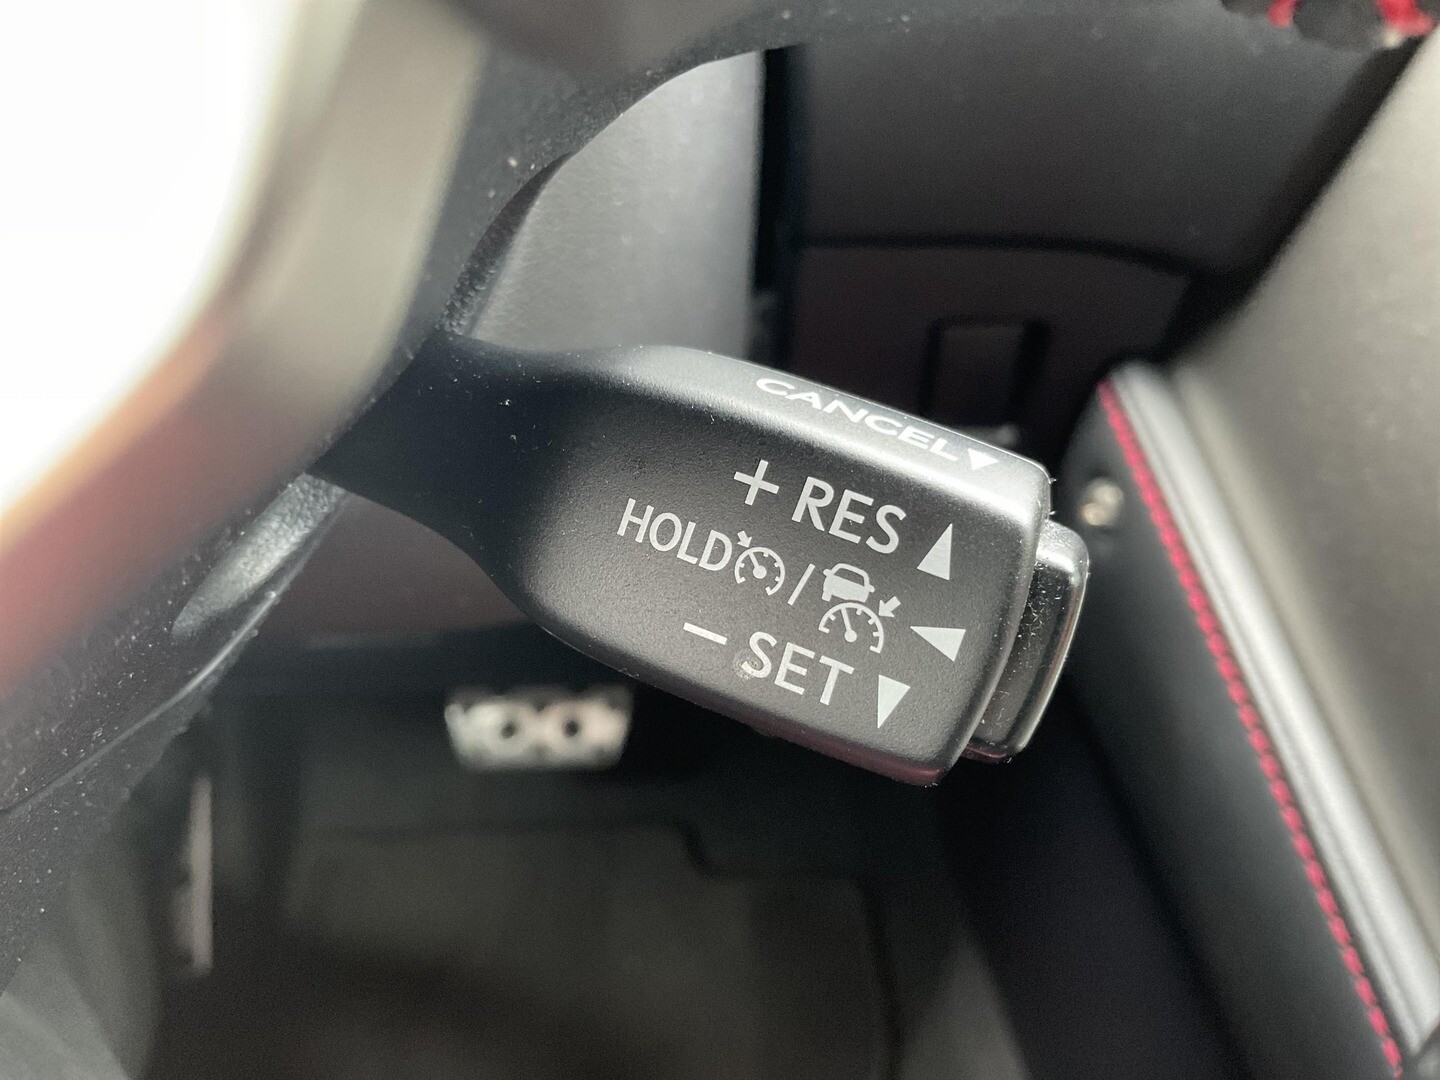 CANCEL▼
+ RES ▲
HOLD / ◀
− SET ▼